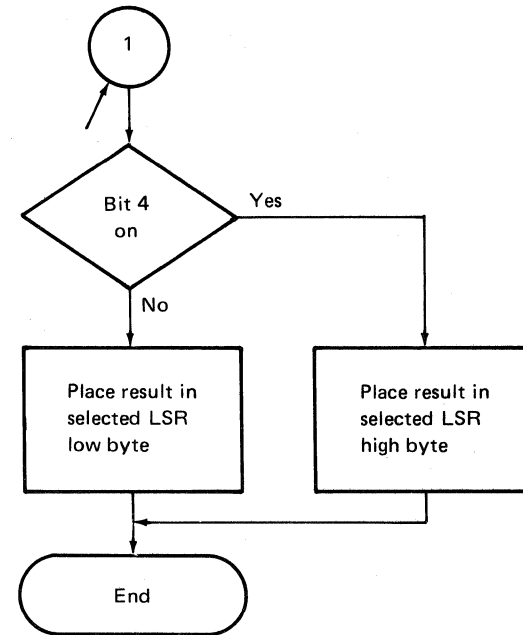 1
Bit 4
on
Yes
No
Place result in
selected LSR
low byte
Place result in
selected LSR
high byte
End